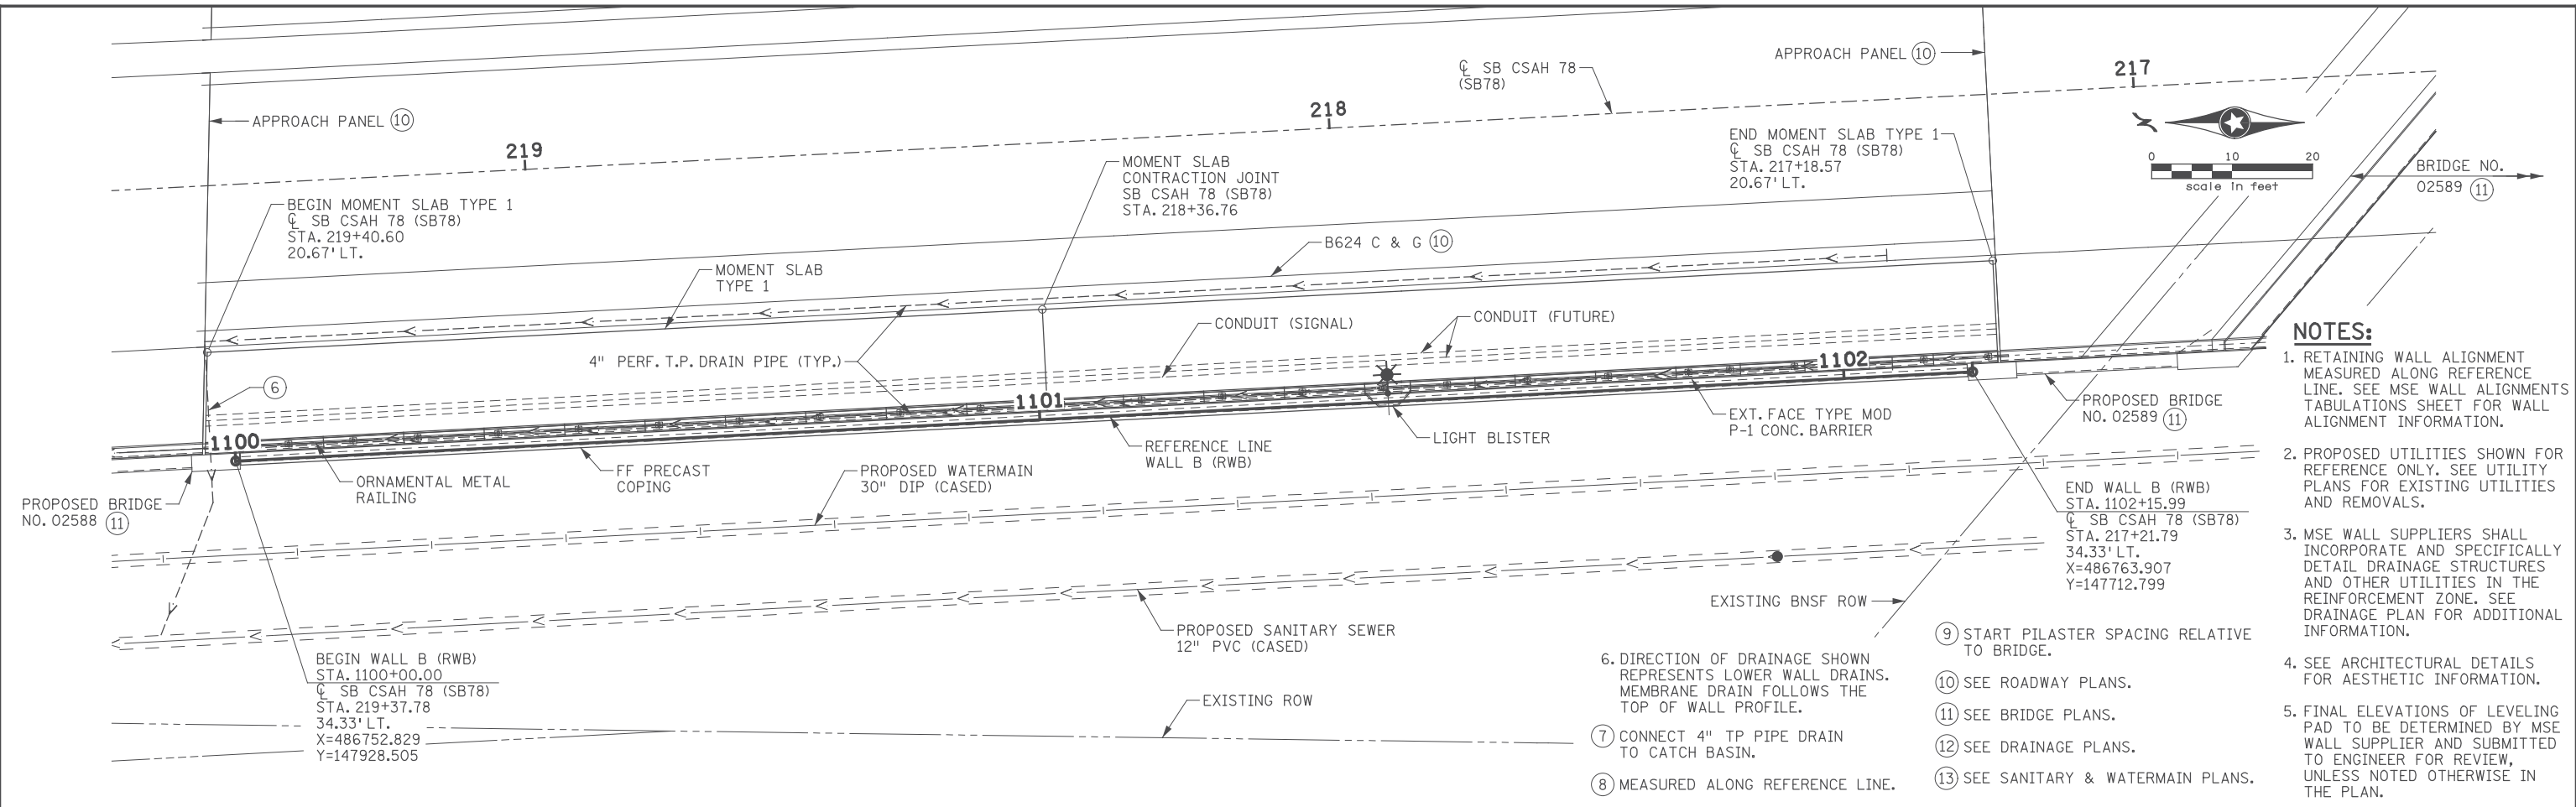 APPROACH PANEL 10
219
BEGIN MOMENT SLAB TYPE 1
℄ SB CSAH 78 (SB78)
STA. 219+40.60
20.67' LT.
MOMENT SLAB
TYPE 1
6
4" PERF. T.P. DRAIN PIPE (TYP.)
MOMENT SLAB
CONTRACTION JOINT
SB CSAH 78 (SB78)
STA. 218+36.76
218
℄ SB CSAH 78
(SB78)
APPROACH PANEL 10
217
END MOMENT SLAB TYPE 1
℄ SB CSAH 78 (SB78)
STA. 217+18.57
20.67' LT.
0 10 20
scale in feet
BRIDGE NO.
02589 11
B624 C & G 10
CONDUIT (SIGNAL)
CONDUIT (FUTURE)
1100
1101
1102
ORNAMENTAL METAL
RAILING
FF PRECAST
COPING
PROPOSED WATERMAIN
30" DIP (CASED)
REFERENCE LINE
WALL B (RWB)
LIGHT BLISTER
EXT. FACE TYPE MOD
P-1 CONC. BARRIER
PROPOSED BRIDGE
NO. 02589 11
PROPOSED BRIDGE
NO. 02588 11
END WALL B (RWB)
STA. 1102+15.99
℄ SB CSAH 78 (SB78)
STA. 217+21.79
34.33' LT.
X=486763.907
Y=147712.799
EXISTING BNSF ROW
PROPOSED SANITARY SEWER
12" PVC (CASED)
BEGIN WALL B (RWB)
STA. 1100+00.00
℄ SB CSAH 78 (SB78)
STA. 219+37.78
34.33' LT.
X=486752.829
Y=147928.505
EXISTING ROW
NOTES:
1. RETAINING WALL ALIGNMENT
MEASURED ALONG REFERENCE
LINE. SEE MSE WALL ALIGNMENTS
TABULATIONS SHEET FOR WALL
ALIGNMENT INFORMATION.
2. PROPOSED UTILITIES SHOWN FOR
REFERENCE ONLY. SEE UTILITY
PLANS FOR EXISTING UTILITIES
AND REMOVALS.
3. MSE WALL SUPPLIERS SHALL
INCORPORATE AND SPECIFICALLY
DETAIL DRAINAGE STRUCTURES
AND OTHER UTILITIES IN THE
REINFORCEMENT ZONE. SEE
DRAINAGE PLAN FOR ADDITIONAL
INFORMATION.
4. SEE ARCHITECTURAL DETAILS
FOR AESTHETIC INFORMATION.
5. FINAL ELEVATIONS OF LEVELING
PAD TO BE DETERMINED BY MSE
WALL SUPPLIER AND SUBMITTED
TO ENGINEER FOR REVIEW,
UNLESS NOTED OTHERWISE IN
THE PLAN.
6. DIRECTION OF DRAINAGE SHOWN
REPRESENTS LOWER WALL DRAINS.
MEMBRANE DRAIN FOLLOWS THE
TOP OF WALL PROFILE.
7 CONNECT 4" TP PIPE DRAIN
TO CATCH BASIN.
8 MEASURED ALONG REFERENCE LINE.
9 START PILASTER SPACING RELATIVE
TO BRIDGE.
10 SEE ROADWAY PLANS.
11 SEE BRIDGE PLANS.
12 SEE DRAINAGE PLANS.
13 SEE SANITARY & WATERMAIN PLANS.